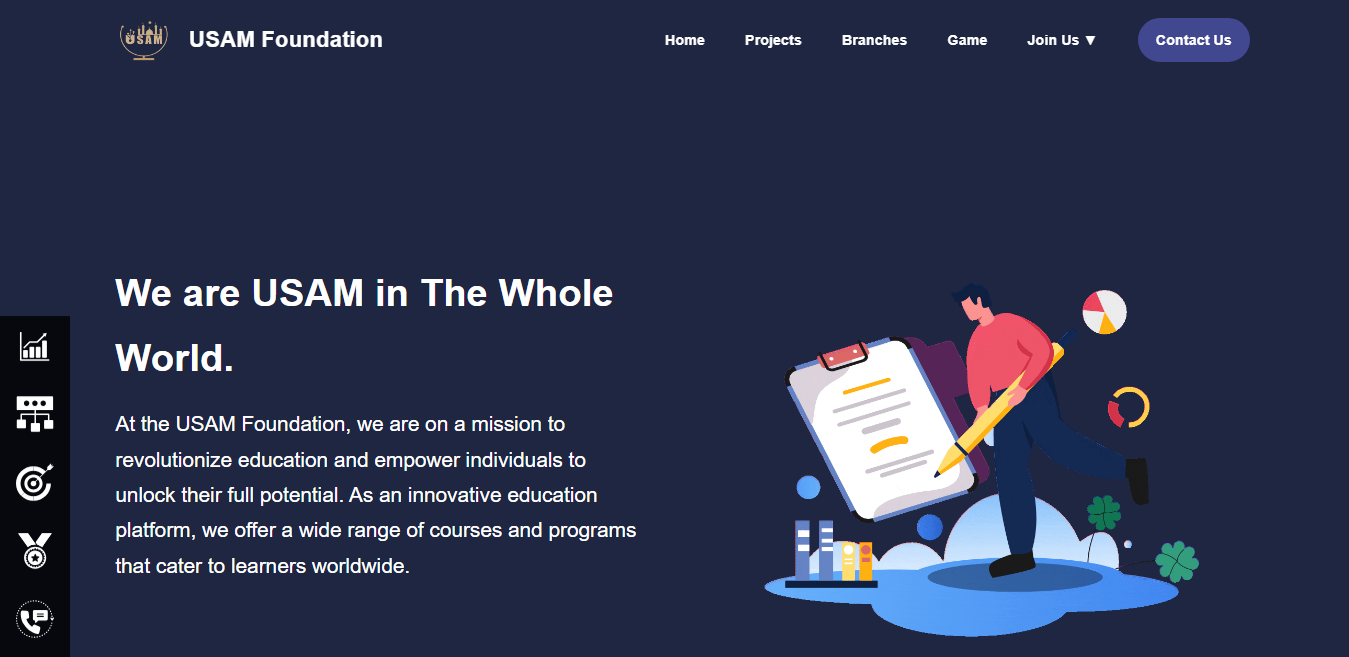 USAM
USAM Foundation
Home
Projects
Branches
Game
Join Us ▼
Contact Us
We are USAM in The Whole
World.
At the USAM Foundation, we are on a mission to
revolutionize education and empower individuals to
unlock their full potential. As an innovative education
platform, we offer a wide range of courses and programs
that cater to learners worldwide.